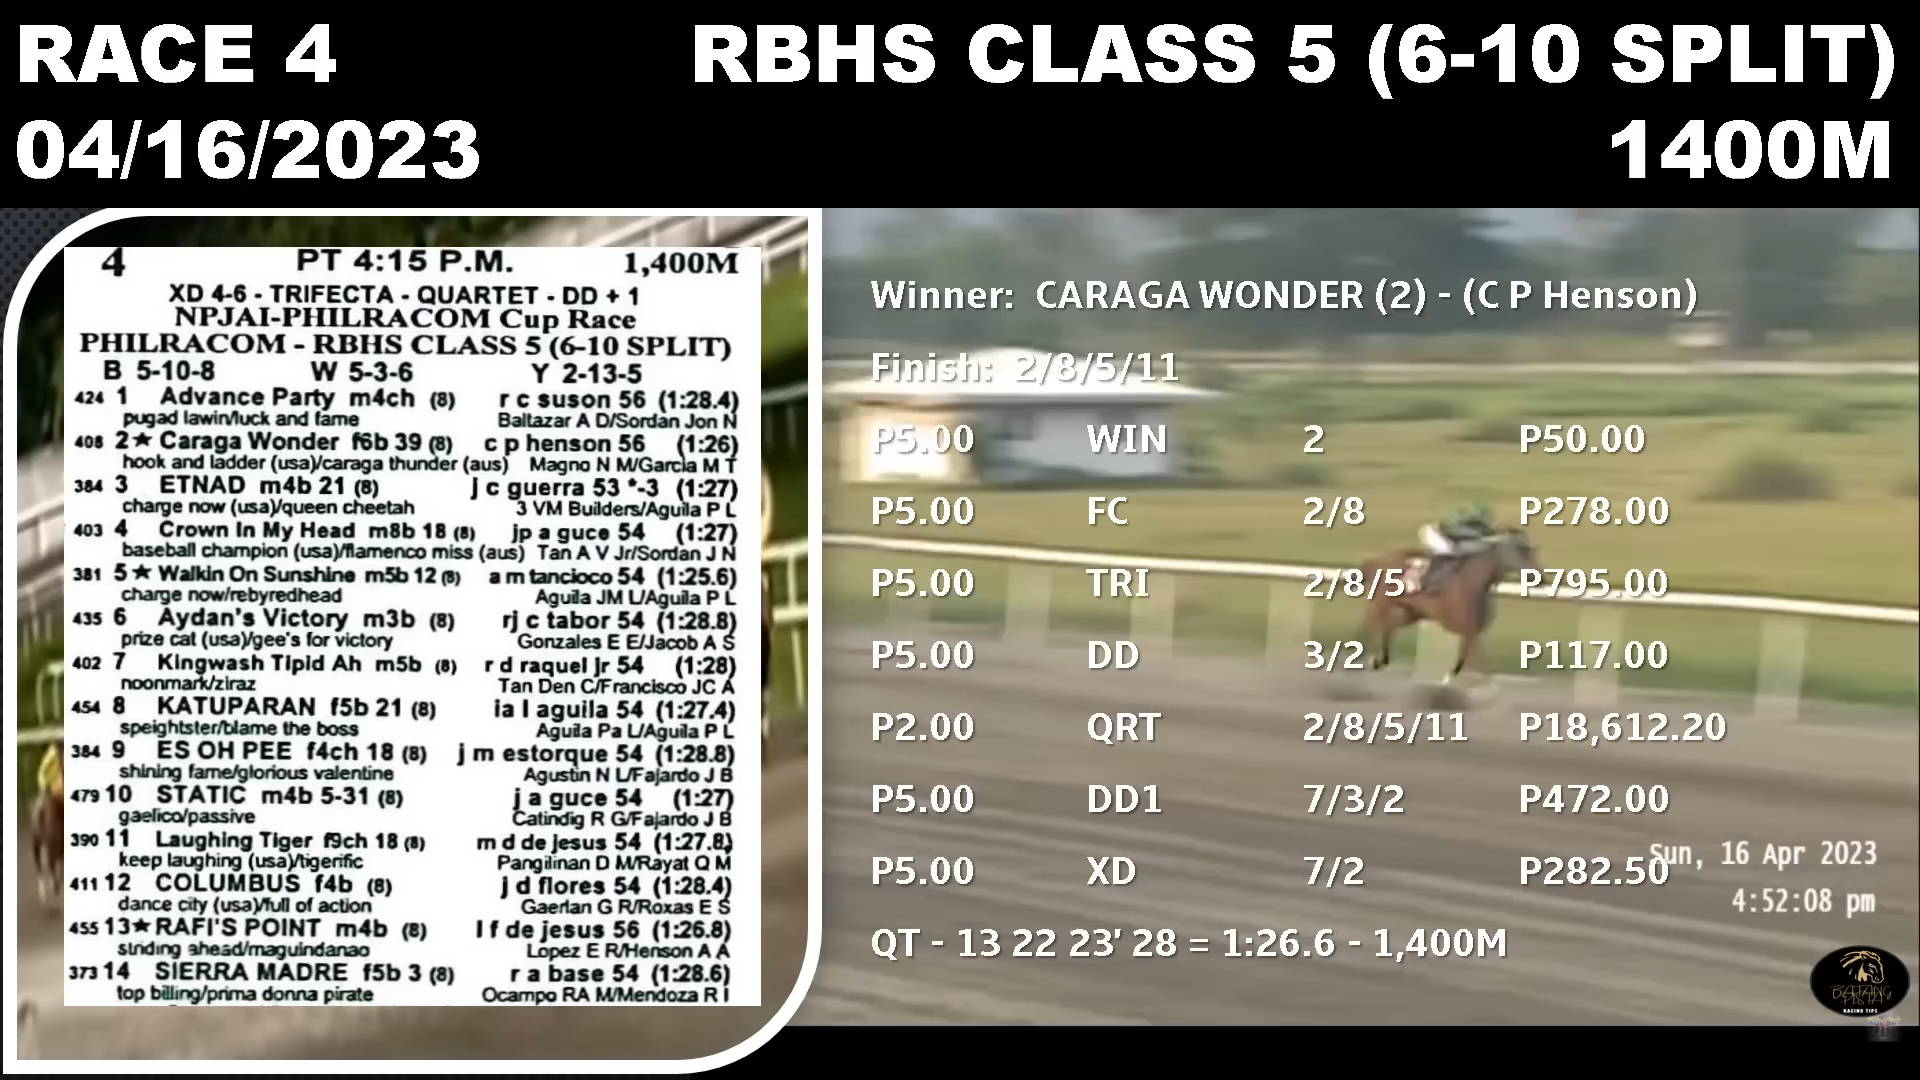 RACE 4
RBHS CLASS 5 (6-10 SPLIT)
04/16/2023
1400M
4 PT 4:15 P.M. 1,400M
XD 4-6 - TRIFECTA - QUARTET - DD + 1
NPJAI-PHILRACOM Cup Race
PHILRACOM - RBHS CLASS 5 (6-10 SPLIT)
B 5-10-8 W 5-3-6 Y 2-13-5
424 1 Advance Party m4ch (8) r c suson 56 (1:28.4)
pugad lawin/luck and fame Baltazar A D/Sordan Jon N
408 2★ Caraga Wonder f6b 39 (8) c p henson 56 (1:26)
hook and ladder (usa)/caraga thunder (aus) Magno N M/Garcia M T
384 3 ETNAD m4b 21 (8) j c guerra 53 *-3 (1:27)
charge now (usa)/queen cheetah 3 VM Builders/Aguila P L
403 4 Crown In My Head m8b 18 (8) jp a guce 54 (1:27)
baseball champion (usa)/flamenco miss (aus) Tan A V Jr/Sordan J N
381 5★ Walkin On Sunshine m5b 12 (8) a m tancioco 54 (1:25.6)
charge now/rebyredhead Aguila JM L/Aguila P L
435 6 Aydan's Victory m3b (8) rj c tabor 54 (1:28.8)
prize cat (usa)/gee's for victory Gonzales E E/Jacob A S
402 7 Kingwash Tipid Ah m5b (8) r d raquel jr 54 (1:28)
noonmark/ziraz Tan Den C/Francisco JC A
454 8 KATUPARAN f5b 21 (8) ia l aguila 54 (1:27.4)
speightster/blame the boss Aguila Pa L/Aguila P L
384 9 ES OH PEE f4ch 18 (8) j m estorque 54 (1:28.8)
shining fame/glorious valentine Agustin N L/Fajardo J B
479 10 STATIC m4b 5-31 (8) j a guce 54 (1:27)
gaelico/passive Catindig R G/Fajardo J B
390 11 Laughing Tiger f9ch 18 (8) m d de jesus 54 (1:27.8)
keep laughing (usa)/tigerific Pangilinan D M/Rayat Q M
411 12 COLUMBUS f4b (8) j d flores 54 (1:28.4)
dance city (usa)/full of action Gaerlan G R/Roxas E S
455 13★ RAFI'S POINT m4b (8) l f de jesus 56 (1:26.8)
striding ahead/maguindanao Lopez E R/Henson A A
373 14 SIERRA MADRE f5b 3 (8) r a base 54 (1:28.6)
top billing/prima donna pirate Ocampo RA M/Mendoza R I
Winner: CARAGA WONDER (2) - (C P Henson)
Finish: 2/8/5/11
P5.00 WIN 2 P50.00
P5.00 FC 2/8 P278.00
P5.00 TRI 2/8/5 P795.00
P5.00 DD 3/2 P117.00
P2.00 QRT 2/8/5/11 P18,612.20
P5.00 DD1 7/3/2 P472.00
P5.00 XD 7/2 P282.50
QT - 13 22 23' 28 = 1:26.6 - 1,400M
Sun, 16 Apr 2023
4:52:08 pm
BATANG
PISTA
RACING TIPS